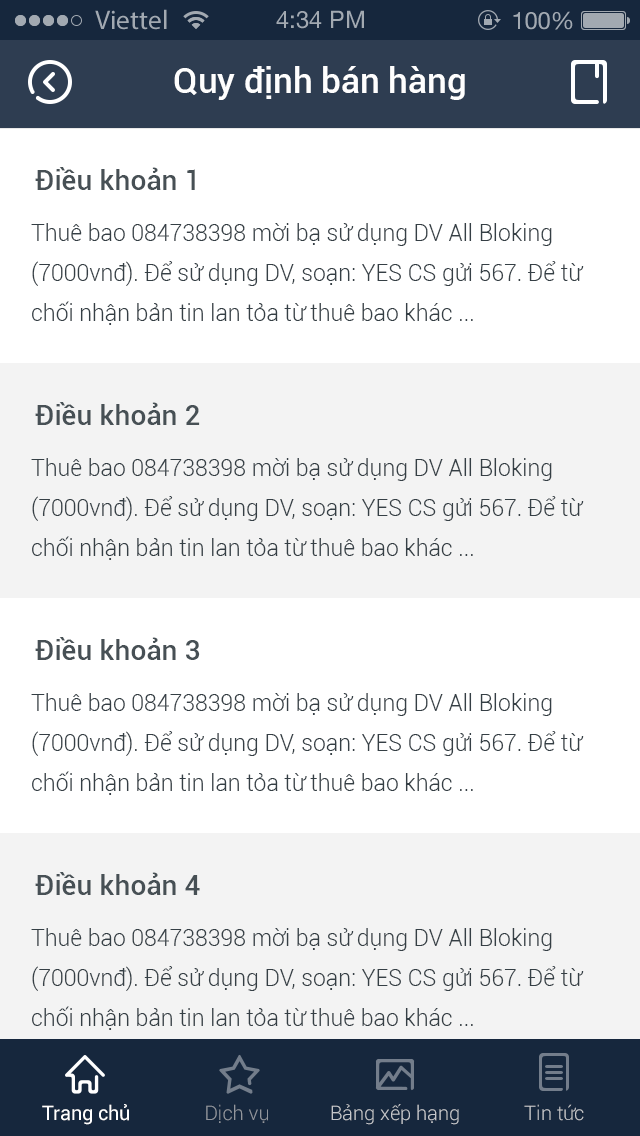 Viettel 4:34 PM 100%
Quy định bán hàng
Điều khoản 1
Thuê bao 084738398 mời bạ sử dụng DV All Bloking
(7000vnđ). Để sử dụng DV, soạn: YES CS gửi 567. Để từ
chối nhận bản tin lan tỏa từ thuê bao khác ...
Điều khoản 2
Thuê bao 084738398 mời bạ sử dụng DV All Bloking
(7000vnđ). Để sử dụng DV, soạn: YES CS gửi 567. Để từ
chối nhận bản tin lan tỏa từ thuê bao khác ...
Điều khoản 3
Thuê bao 084738398 mời bạ sử dụng DV All Bloking
(7000vnđ). Để sử dụng DV, soạn: YES CS gửi 567. Để từ
chối nhận bản tin lan tỏa từ thuê bao khác ...
Điều khoản 4
Thuê bao 084738398 mời bạ sử dụng DV All Bloking
(7000vnđ). Để sử dụng DV, soạn: YES CS gửi 567. Để từ
chối nhận bản tin lan tỏa từ thuê bao khác ...
Trang chủ Dịch vụ Bảng xếp hạng Tin tức